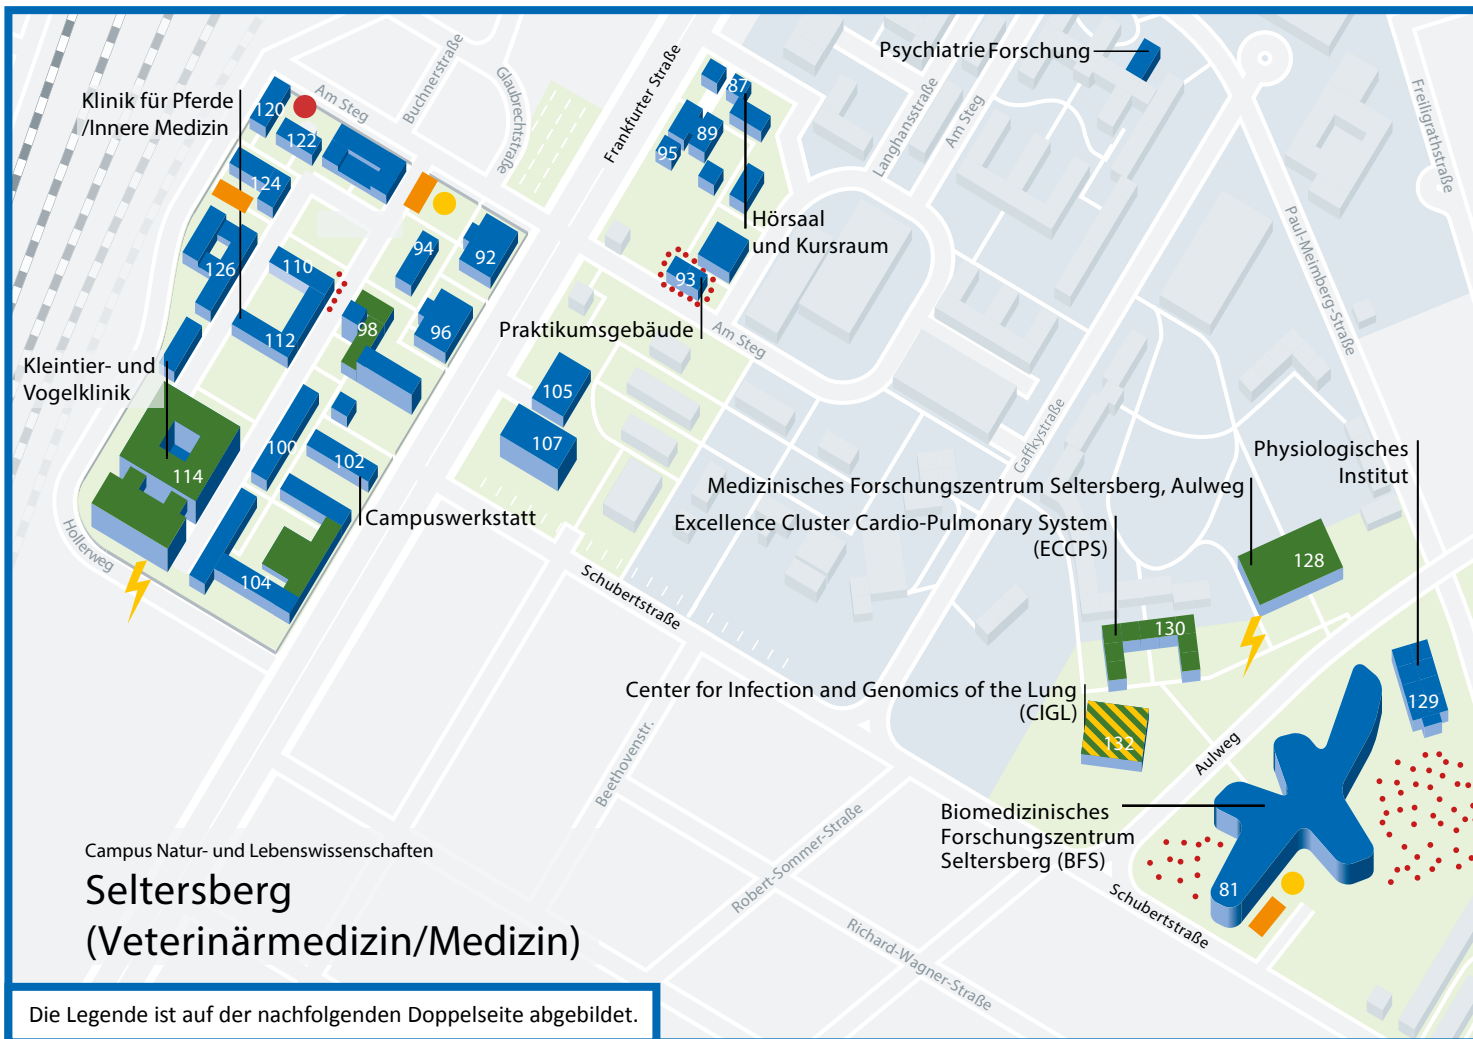 Psychiatrie Forschung
Klinik für Pferde
/Innere Medizin
120
Am Steg
122
124
Buchnerstraße
Glaubrechtstraße
Frankfurter Straße
87
89
95
Langhansstraße
Am Steg
Freiligrathstraße
Paul-Meimberg-Straße
Hörsaal
und Kursraum
126
110
94
92
93
112
98
96
Praktikumsgebäude
Am Steg
Kleintier- und
Vogelklinik
105
107
100
102
114
Campuswerkstatt
Gaffkystraße
Physiologisches
Institut
Medizinisches Forschungszentrum Seltersberg, Aulweg
Excellence Cluster Cardio-Pulmonary System
(ECCPS)
128
Hollerweg
104
Schubertstraße
130
Center for Infection and Genomics of the Lung
(CIGL)
129
132
Aulweg
Beethovenstr.
Biomedizinisches
Forschungszentrum
Seltersberg (BFS)
81
Robert-Sommer-Straße
Schubertstraße
Richard-Wagner-Straße
Campus Natur- und Lebenswissenschaften
Seltersberg
(Veterinärmedizin/Medizin)
Die Legende ist auf der nachfolgenden Doppelseite abgebildet.